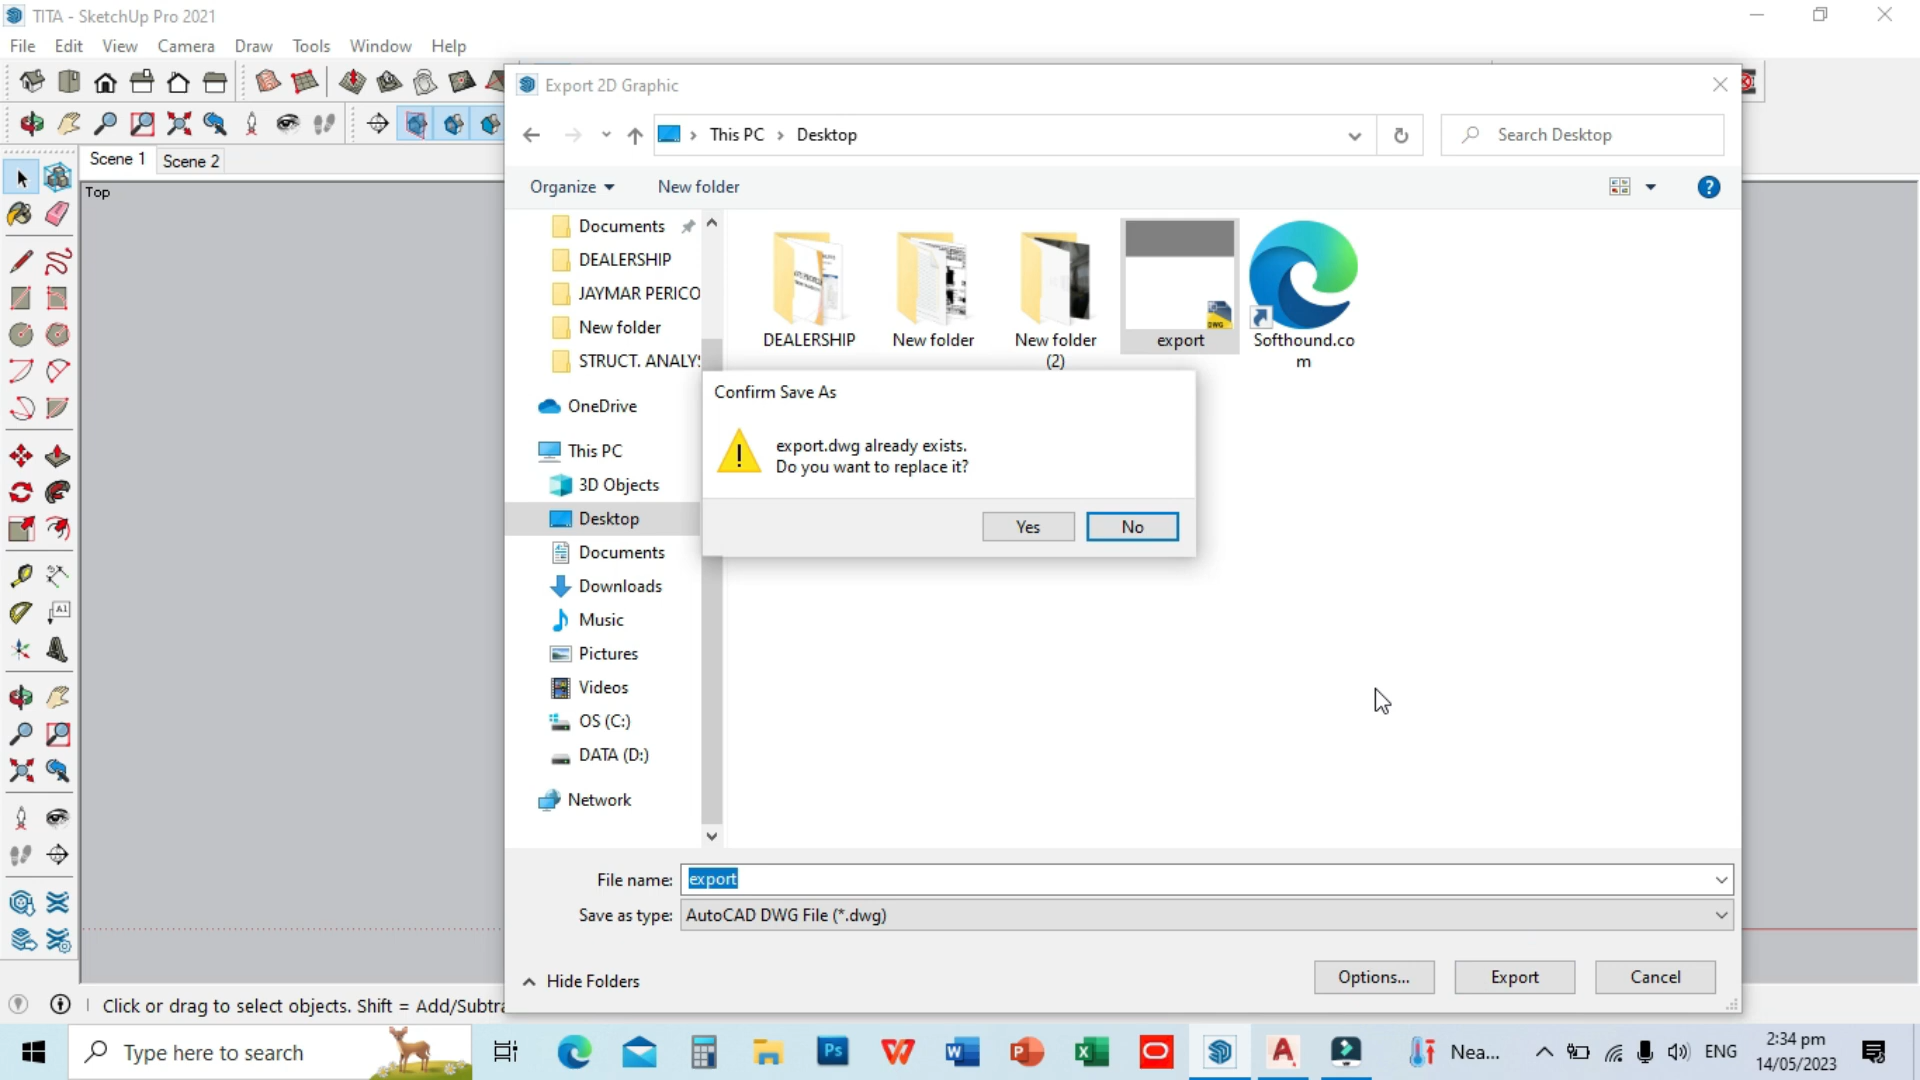 TITA - SketchUp Pro 2021
File Edit View Camera Draw Tools Window Help
Scene 1 Scene 2
Top
Export 2D Graphic
This PC > Desktop
Search Desktop
Organize New folder
Documents
DEALERSHIP
JAYMAR PERICO
New folder
STRUCT. ANALYS
OneDrive
This PC
3D Objects
Desktop
Documents
Downloads
Music
Pictures
Videos
OS (C:)
DATA (D:)
Network
DEALERSHIP
New folder
New folder
(2)
DWG
export
Softhound.co
m
Confirm Save As
export.dwg already exists.
Do you want to replace it?
Yes No
File name: export
Save as type: AutoCAD DWG File (*.dwg)
Hide Folders
Options... Export Cancel
Click or drag to select objects. Shift = Add/Subtra
Type here to search
Nea...
ENG
2:34 pm
14/05/2023